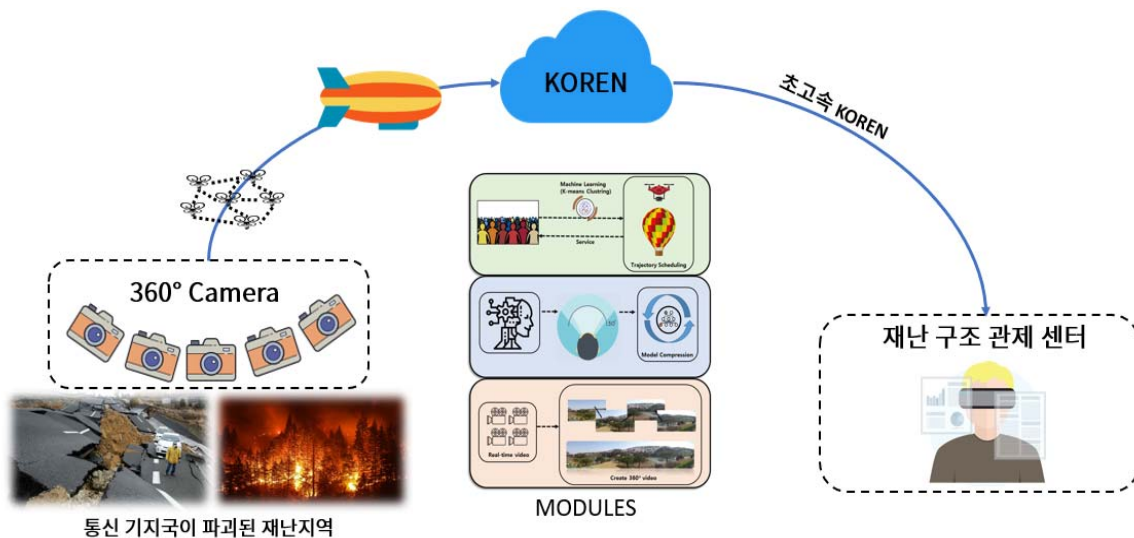 KOREN
초고속 KOREN
Machine Learning
(K-means Clustring)
Service
Trajectory Scheduling
360° Camera
Model Compression
재난 구조 관제 센터
Real-time video
Create 360° video
MODULES
통신 기지국이 파괴된 재난지역